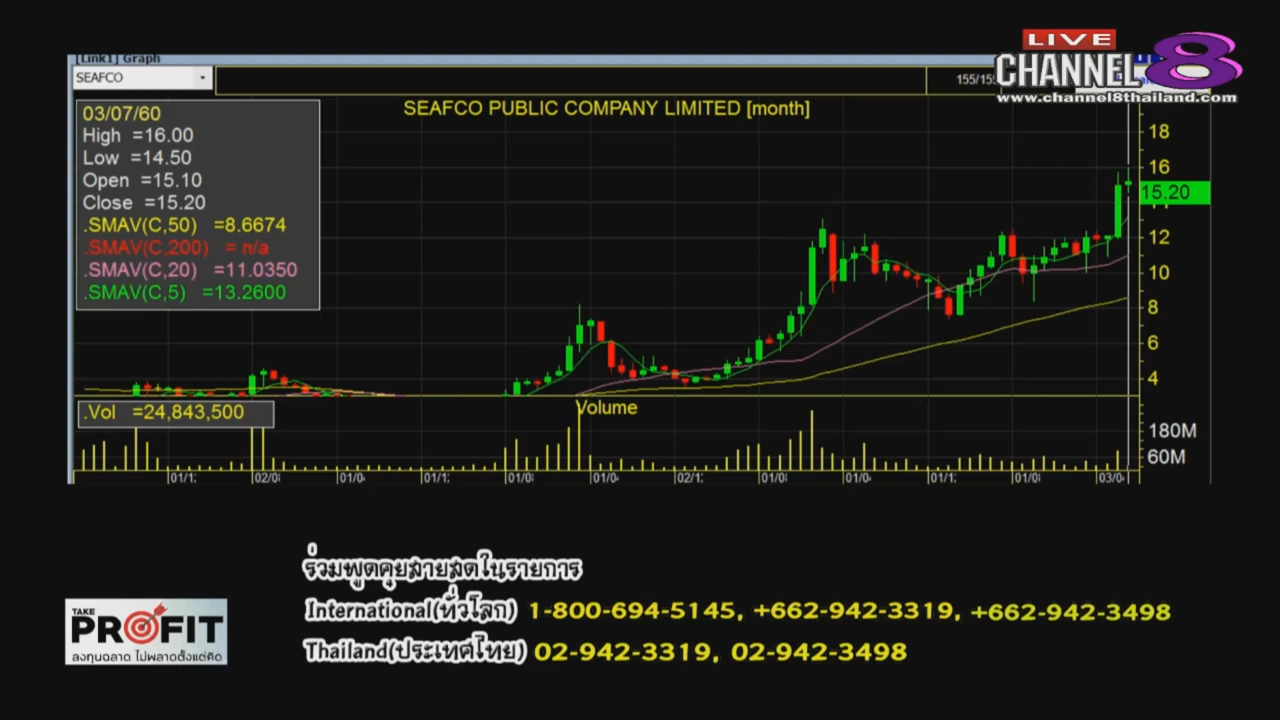 [Link1] Graph
LIVE
CHANNEL 8
www.channel8thailand.com
SEAFCO
SEAFCO PUBLIC COMPANY LIMITED [month]
03/07/60
High =16.00
Low =14.50
Open =15.10
Close =15.20
.SMAV(C,50) =8.6674
.SMAV(C,200) = n/a
.SMAV(C,20) =11.0350
.SMAV(C,5) =13.2600
18
16
15.20
12
10
8
6
4
.Vol =24,843,500
Volume
180M
60M
ร่วมพูดคุยสายสดในรายการ
International(ทั่วโลก) 1-800-694-5145, +662-942-3319, +662-942-3498
Thailand(ประเทศไทย) 02-942-3319, 02-942-3498
TAKE
PROFIT
ลงทุนฉลาด ไม่พลาดตั้งแต่คิด